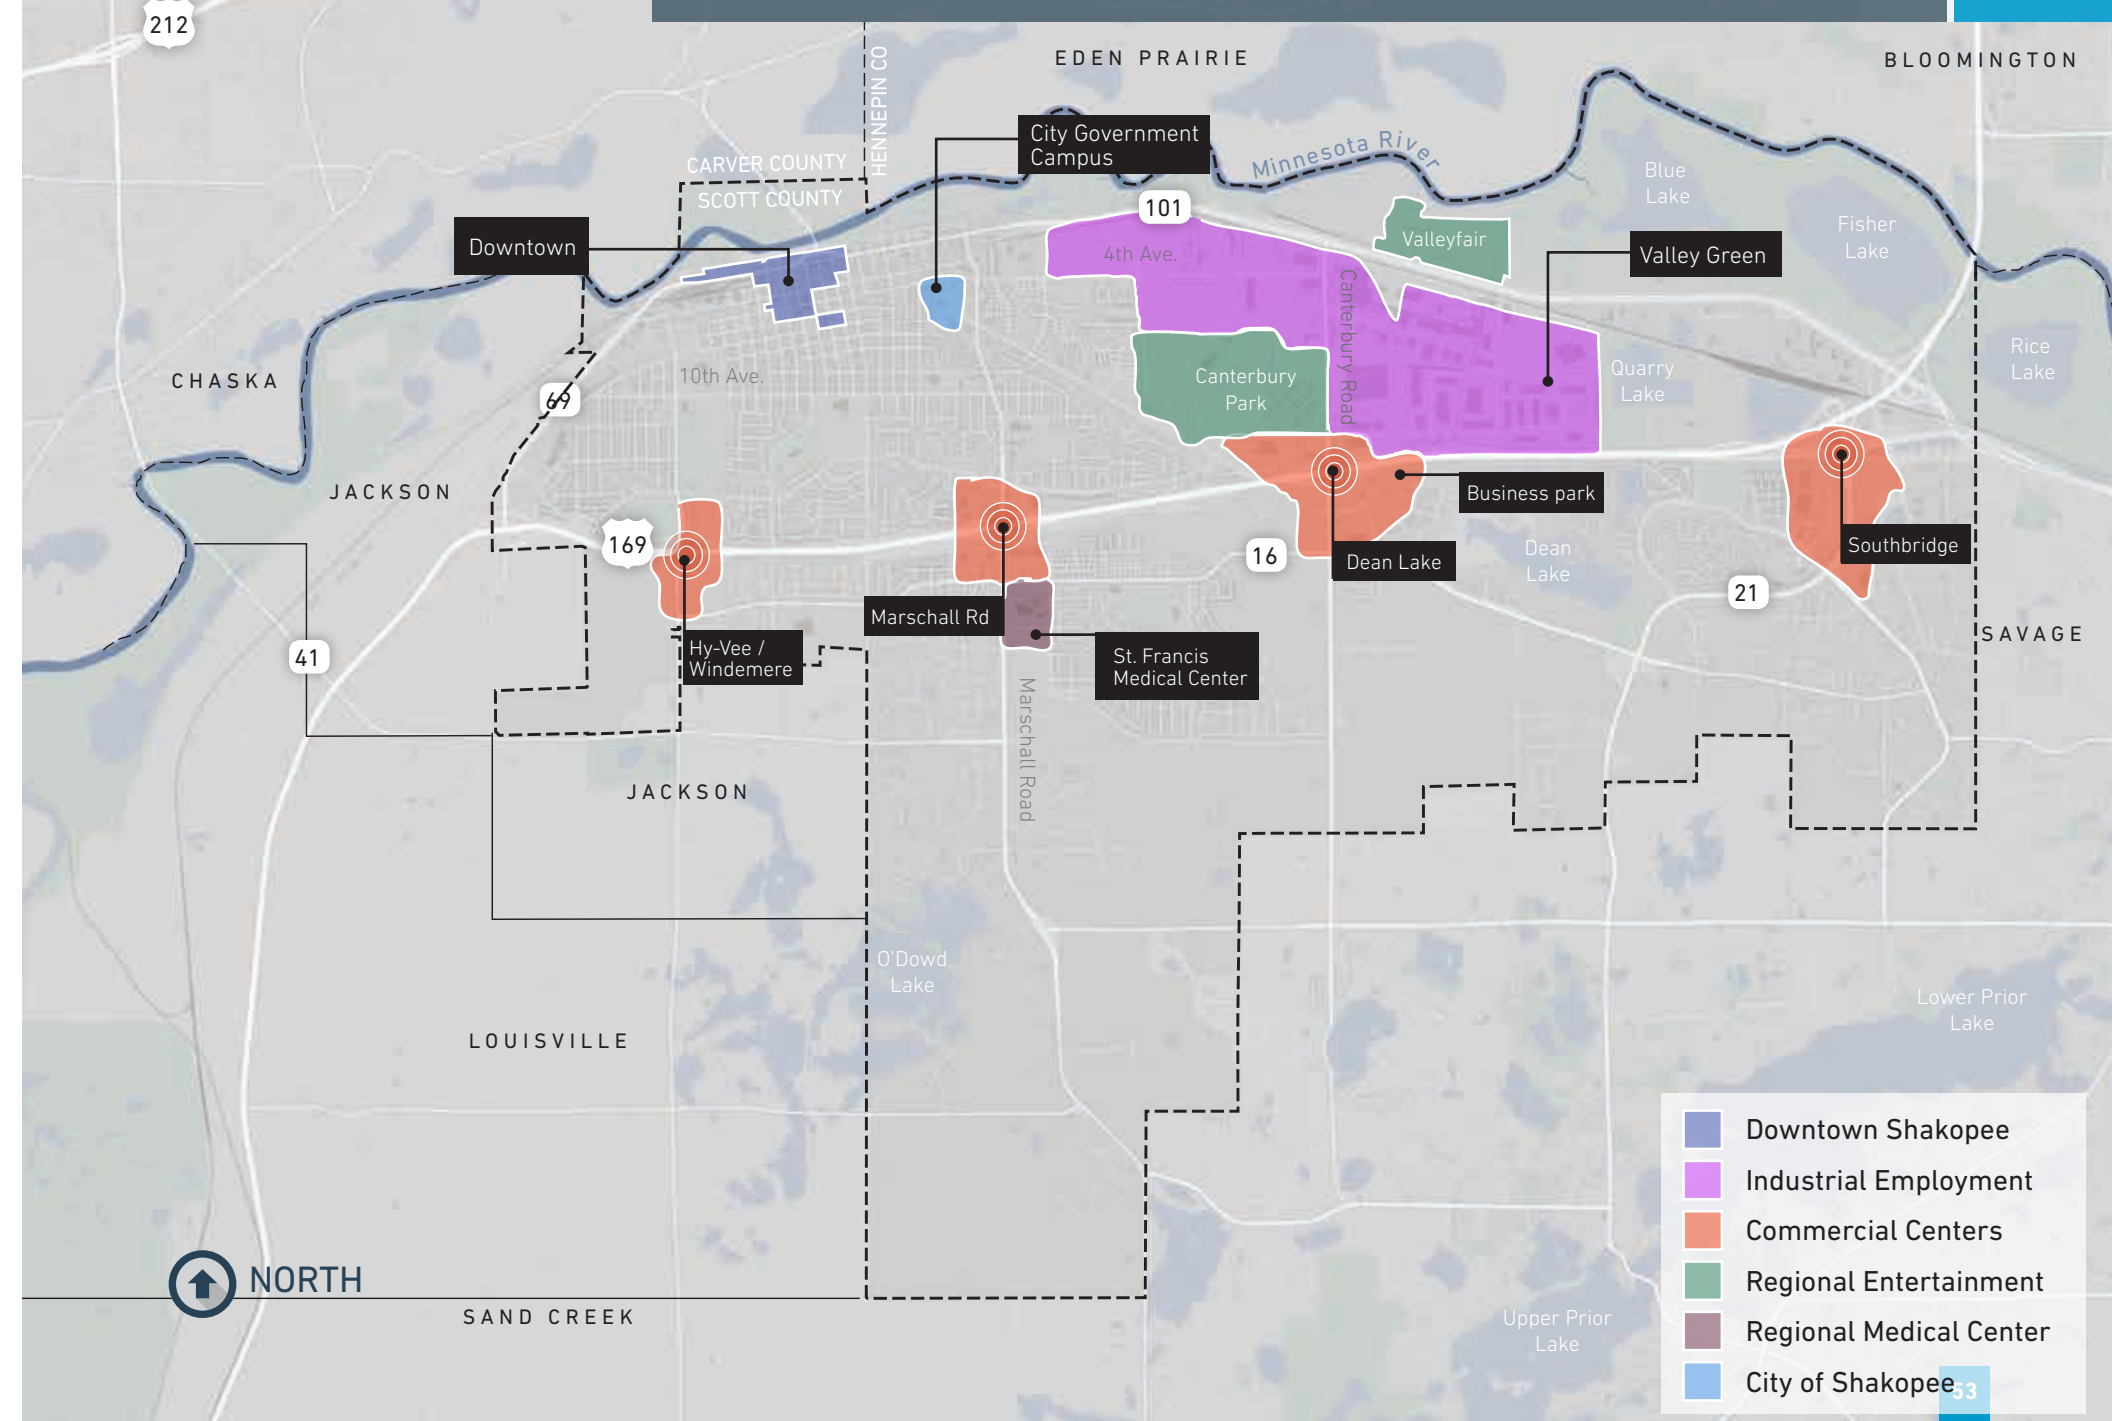 212
EDEN PRAIRIE
BLOOMINGTON
HENNEPIN CO
City Government
Campus
Minnesota River
CARVER COUNTY
SCOTT COUNTY
Blue
Lake
101
Downtown
4th Ave.
Valleyfair
Fisher
Lake
Valley Green
Canterbury Road
CHASKA
69
10th Ave.
Canterbury
Park
Quarry
Lake
Rice
Lake
JACKSON
Business park
169
16
Dean Lake
Dean
Lake
Southbridge
21
Marschall Rd
SAVAGE
41
Hy-Vee /
Windemere
St. Francis
Medical Center
Marschall Road
JACKSON
O'Dowd
Lake
Lower Prior
Lake
LOUISVILLE
NORTH
SAND CREEK
Upper Prior
Lake
Downtown Shakopee
Industrial Employment
Commercial Centers
Regional Entertainment
Regional Medical Center
City of Shakopee
53